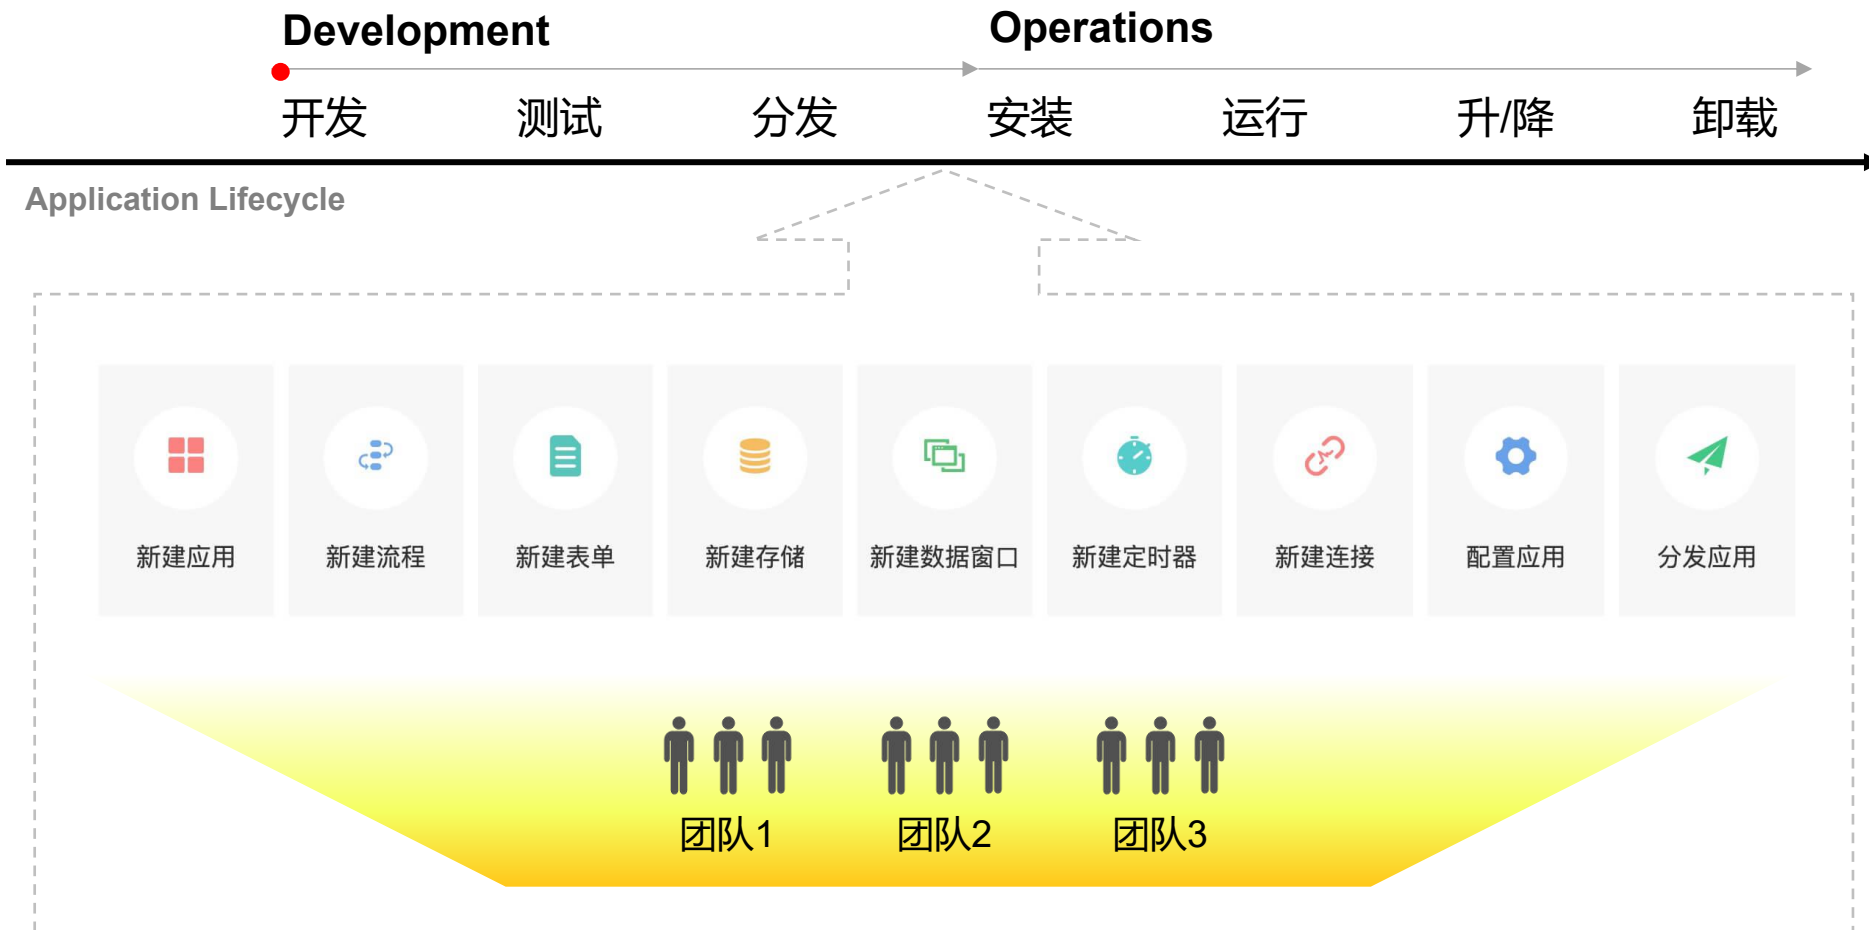 Development
Operations
开发 测试 分发 安装 运行 升/降 卸载
Application Lifecycle
新建应用 新建流程 新建表单 新建存储 新建数据窗口 新建定时器 新建连接 配置应用 分发应用
团队1 团队2 团队3